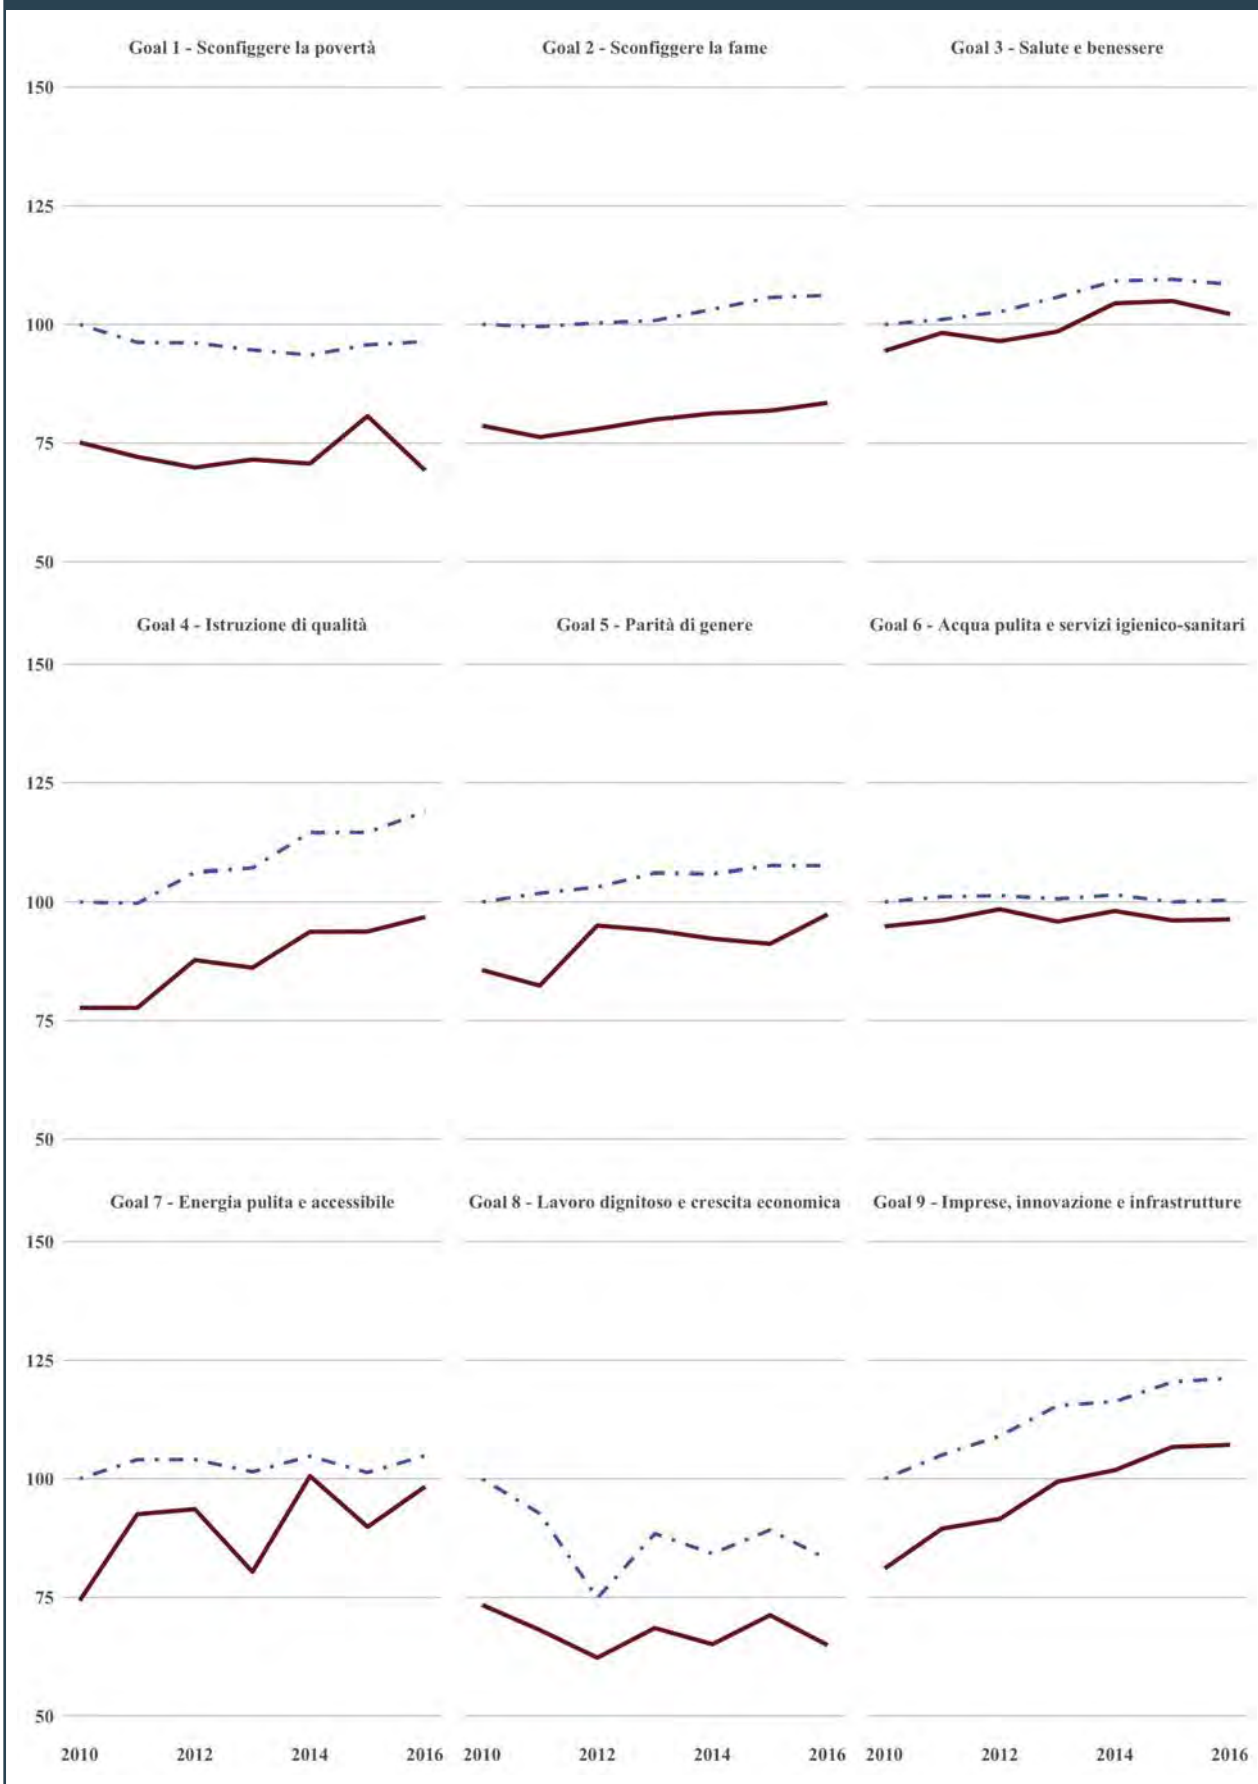 Goal 1 - Sconfiggere la povertà
Goal 2 - Sconfiggere la fame
Goal 3 - Salute e benessere
150
125
100
75
50
Goal 4 - Istruzione di qualità
Goal 5 - Parità di genere
Goal 6 - Acqua pulita e servizi igienico-sanitari
150
125
100
75
50
Goal 7 - Energia pulita e accessibile
Goal 8 - Lavoro dignitoso e crescita economica
Goal 9 - Imprese, innovazione e infrastrutture
150
125
100
75
50
2010 2012 2014 2016
2010 2012 2014 2016
2010 2012 2014 2016